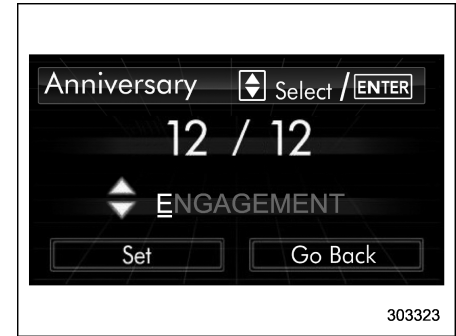 Anniversary Select / ENTER
12 / 12
ENGAGEMENT
Set Go Back
303323